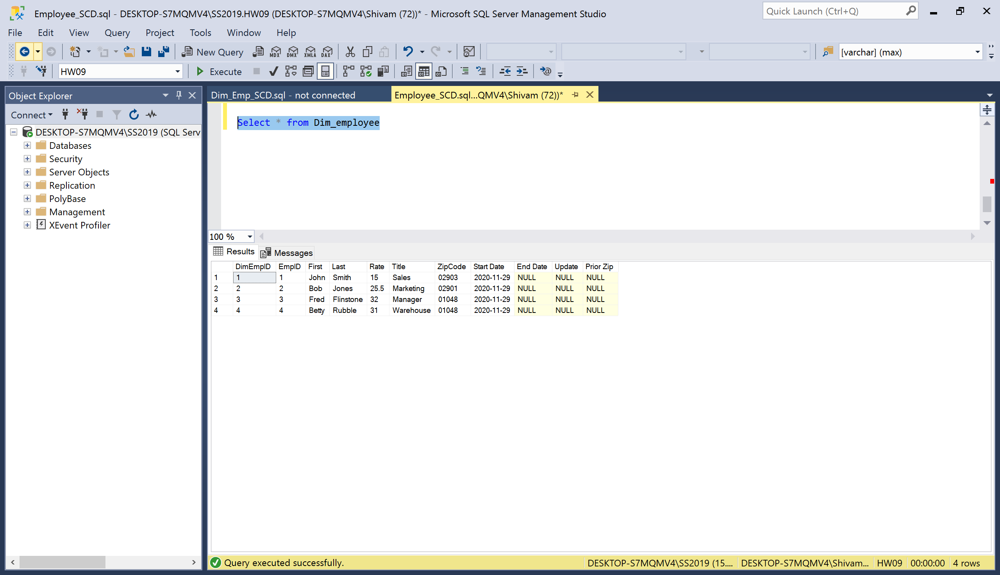 Employee_SCD.sql - DESKTOP-S7MQMV4\SS2019.HW09 (DESKTOP-S7MQMV4\Shivam (72))* - Microsoft SQL Server Management Studio
Quick Launch (Ctrl+Q)
File Edit View Query Project Tools Window Help
New Query MDX DMX XMLA DAX [varchar] (max)
HW09 Execute
Object Explorer
Connect
DESKTOP-S7MQMV4\SS2019 (SQL Serv
Databases
Security
Server Objects
Replication
PolyBase
Management
XEvent Profiler
Dim_Emp_SCD.sql - not connected Employee_SCD.sql...QMV4\Shivam (72))*
Select * from Dim_employee
100 %
Results Messages
DimEmpID EmpID First Last Rate Title ZipCode Start Date End Date Update Prior Zip
1 1 1 John Smith 15 Sales 02903 2020-11-29 NULL NULL NULL
2 2 2 Bob Jones 25.5 Marketing 02901 2020-11-29 NULL NULL NULL
3 3 3 Fred Flinstone 32 Manager 01048 2020-11-29 NULL NULL NULL
4 4 4 Betty Rubble 31 Warehouse 01048 2020-11-29 NULL NULL NULL
Query executed successfully. DESKTOP-S7MQMV4\SS2019 (15.... DESKTOP-S7MQMV4\Shivam... HW09 00:00:00 4 rows